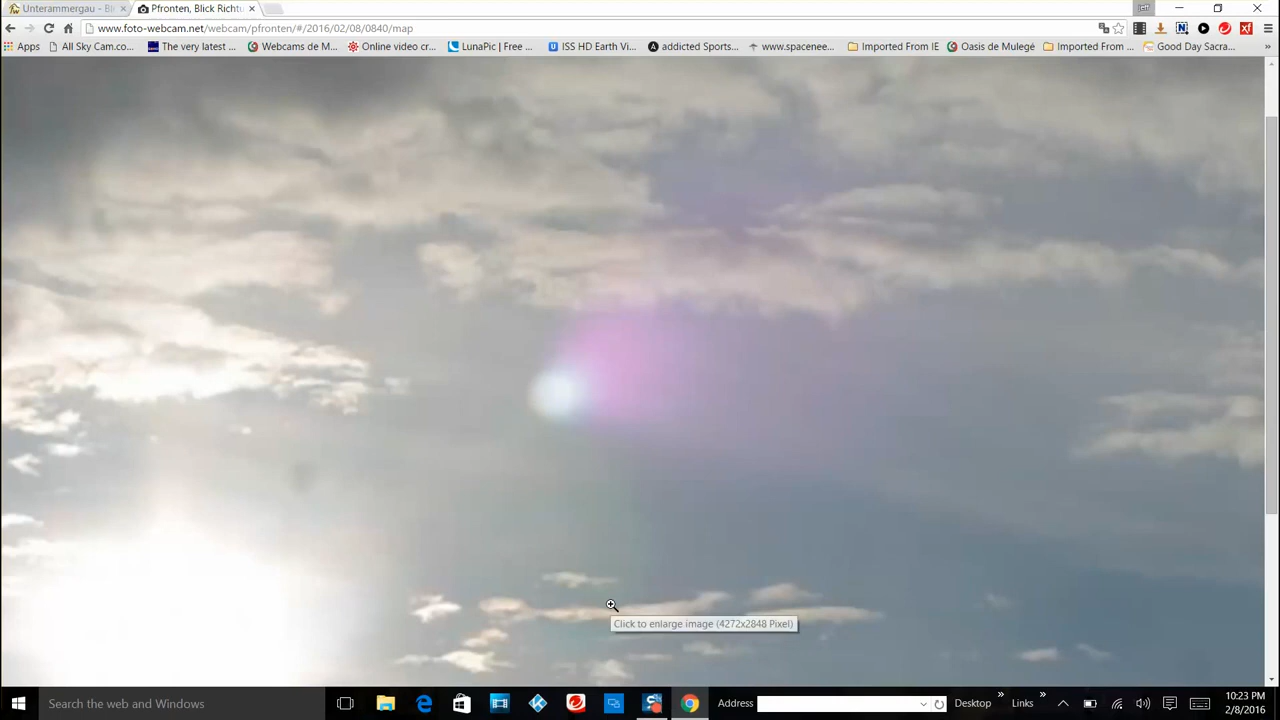 Unterammergau - Bli
Pfronten, Blick Richtu
www.foto-webcam.net/webcam/pfronten/#/2016/02/08/0840/map
Apps All Sky Cam.co... The very latest ... Webcams de M... Online video cr... LunaPic | Free ... ISS HD Earth Vi... addicted Sports... www.spacenee... Imported From IE Oasis de Mulegé Imported From ... Good Day Sacra... »
Click to enlarge image (4272x2848 Pixel)
Search the web and Windows Address Desktop » Links » 10:23 PM
2/8/2016